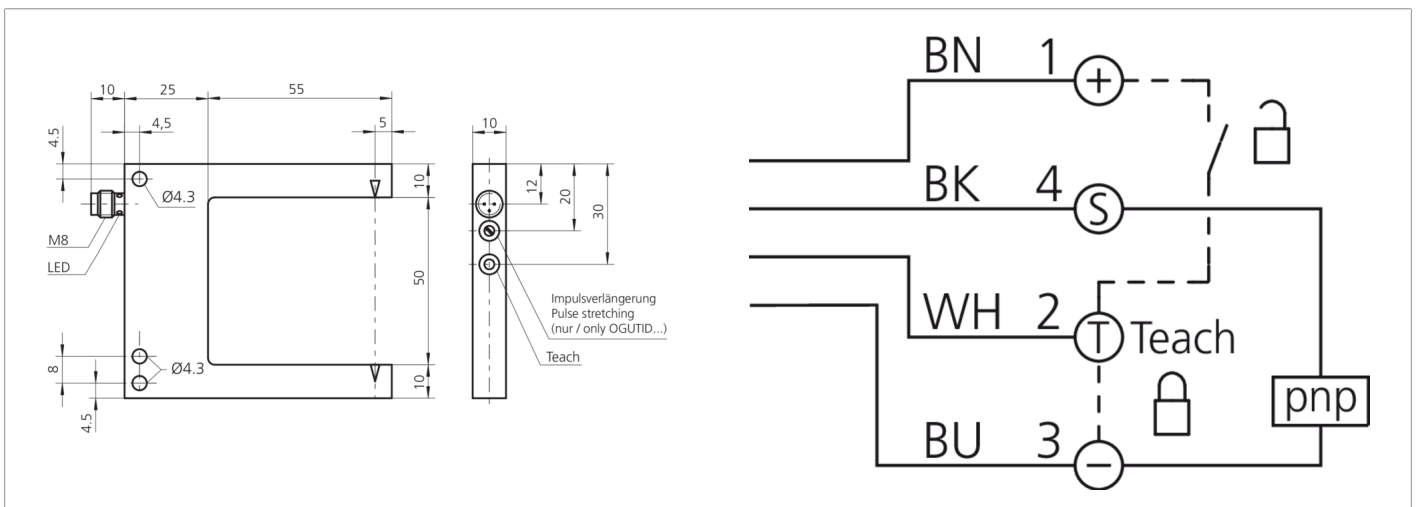 10
25
55
4,5
5
4.5
Ø4.3
10
M8
LED
50
8
Ø4.3
10
4.5
10
12
20
30
Impulsverlängerung
Pulse stretching
(nur / only OGUTID...)
Teach
BN 1 +
BK 4 S
WH 2 T Teach
pnp
BU 3 −